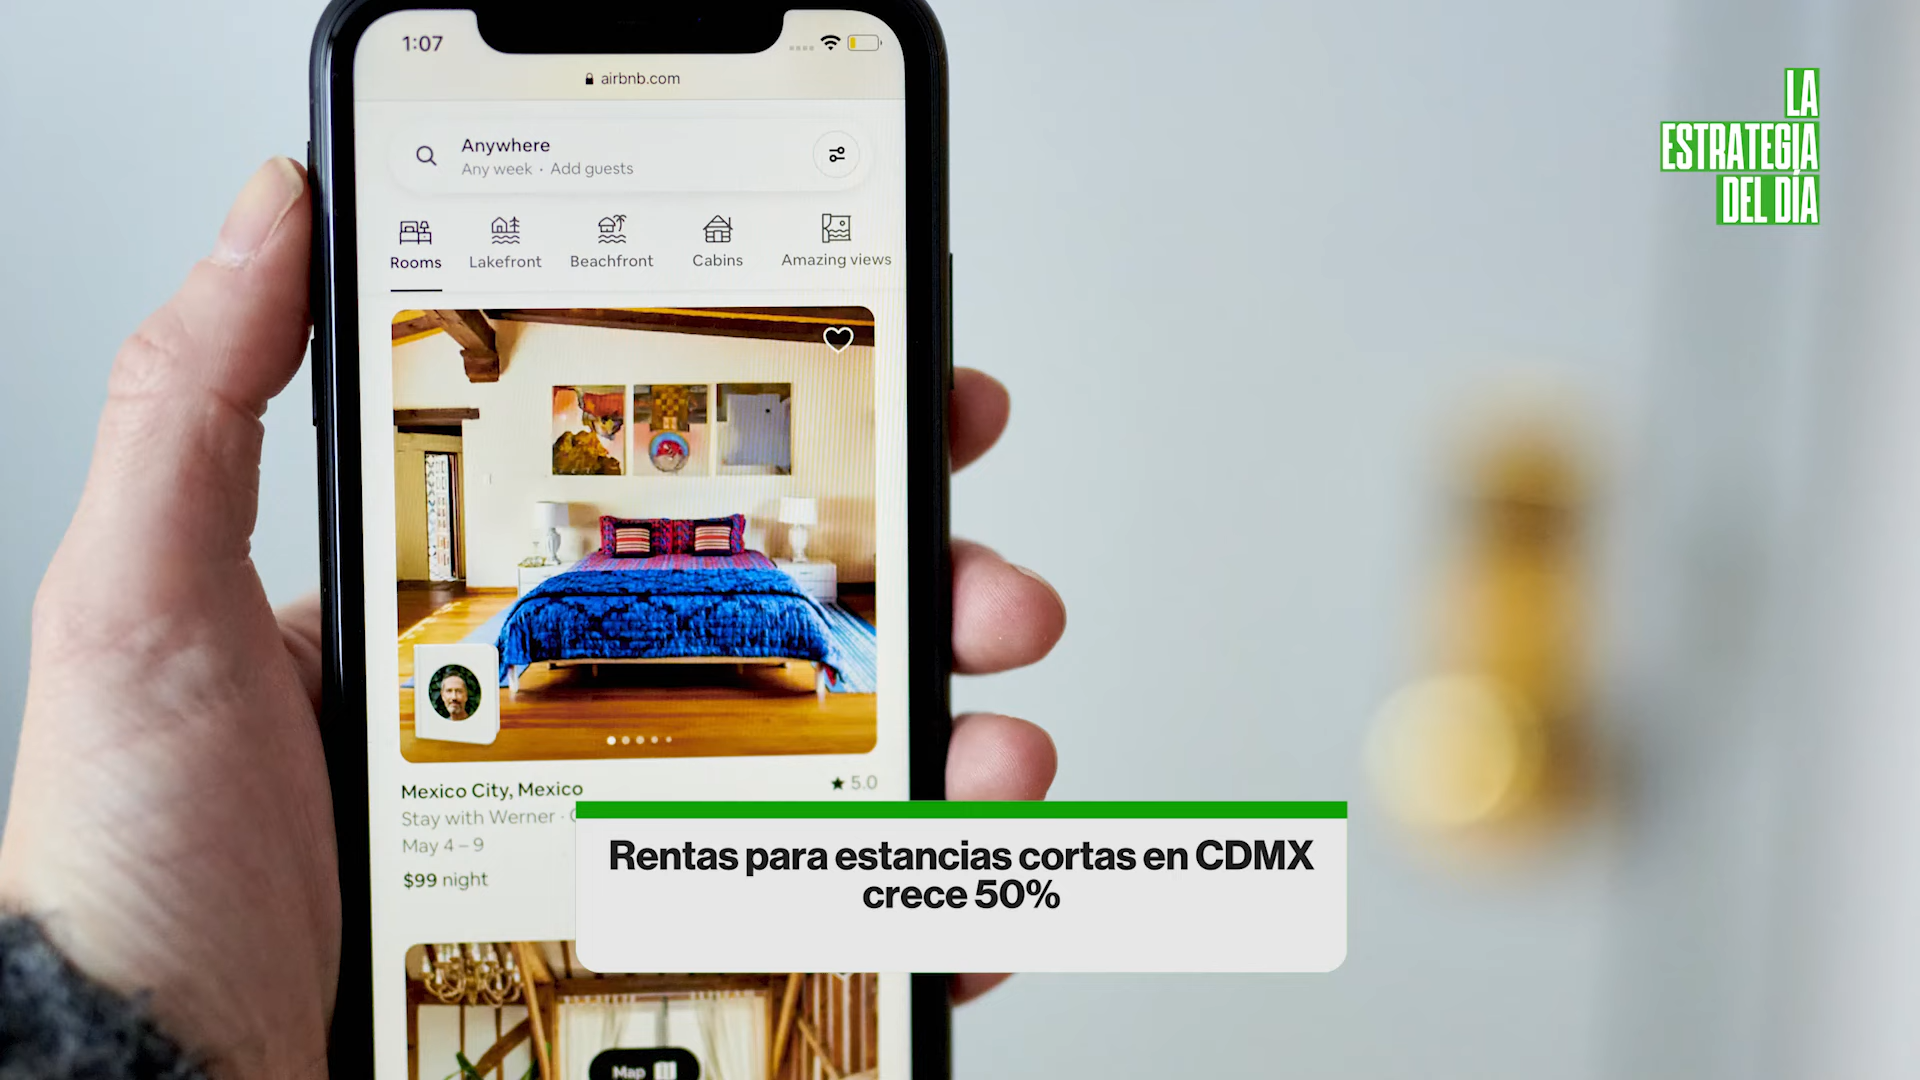 1:07
airbnb.com
Anywhere
Any week · Add guests
Rooms
Lakefront
Beachfront
Cabins
Amazing views
Mexico City, Mexico
★ 5.0
Stay with Werner ·
May 4 – 9
$99 night
Map
LA
ESTRATEGIA
DEL DÍA
Rentas para estancias cortas en CDMX
crece 50%